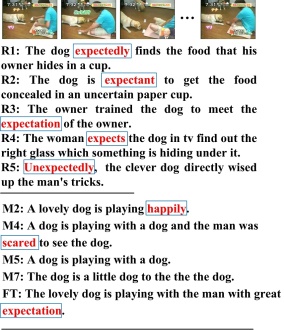 ...
R1: The dog expectedly finds the food that his
owner hides in a cup.
R2: The dog is expectant to get the food
concealed in an uncertain paper cup.
R3: The owner trained the dog to meet the
expectation of the owner.
R4: The woman expects the dog in tv find out the
right glass which something is hiding under it.
R5: Unexpectedly, the clever dog directly wised
up the man's tricks.
M2: A lovely dog is playing happily.
M4: A dog is playing with a dog and the man was
scared to see the dog.
M5: A dog is playing with a dog.
M7: The dog is a little dog to the the the dog.
FT: The lovely dog is playing with the man with great
expectation.